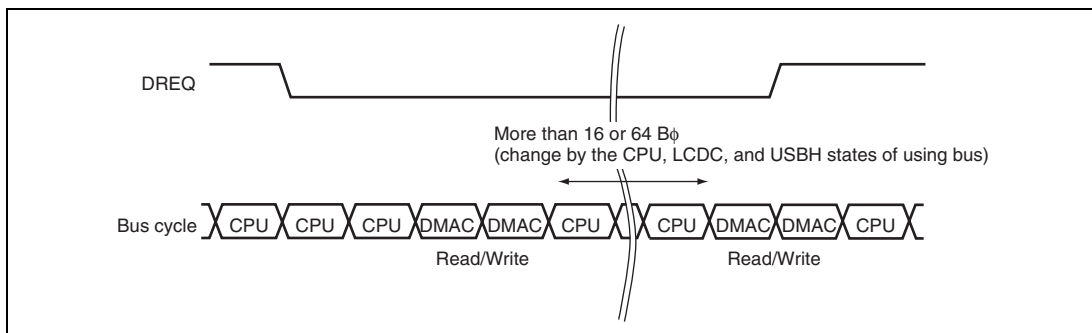 DREQ
More than 16 or 64 Bϕ
(change by the CPU, LCDC, and USBH states of using bus)
Bus cycle CPU CPU CPU DMAC DMAC CPU CPU DMAC DMAC CPU
Read/Write Read/Write